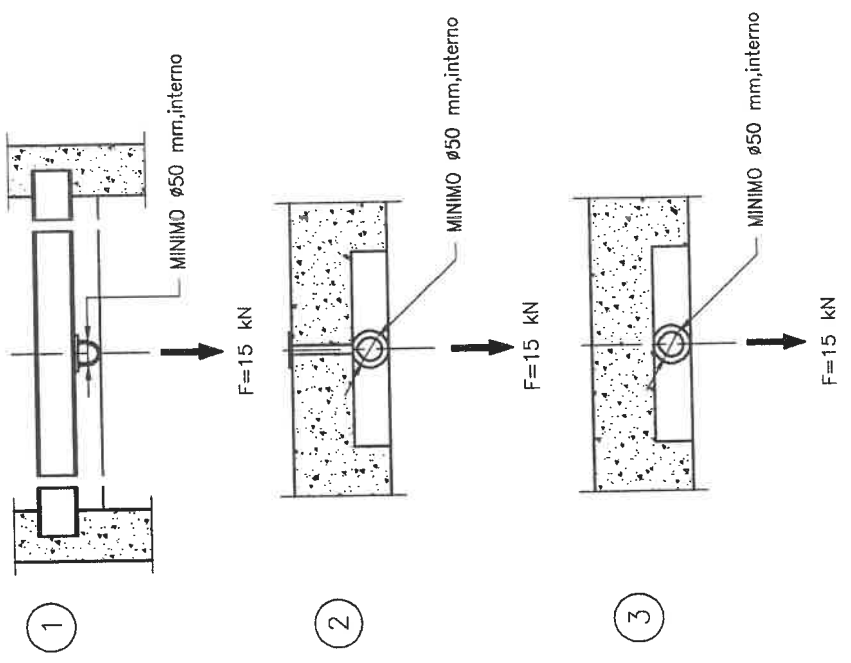 1
MINIMO ø50 mm,interno
F=15 kN
2
MINIMO ø50 mm,interno
F=15 kN
3
MINIMO ø50 mm,interno
F=15 kN